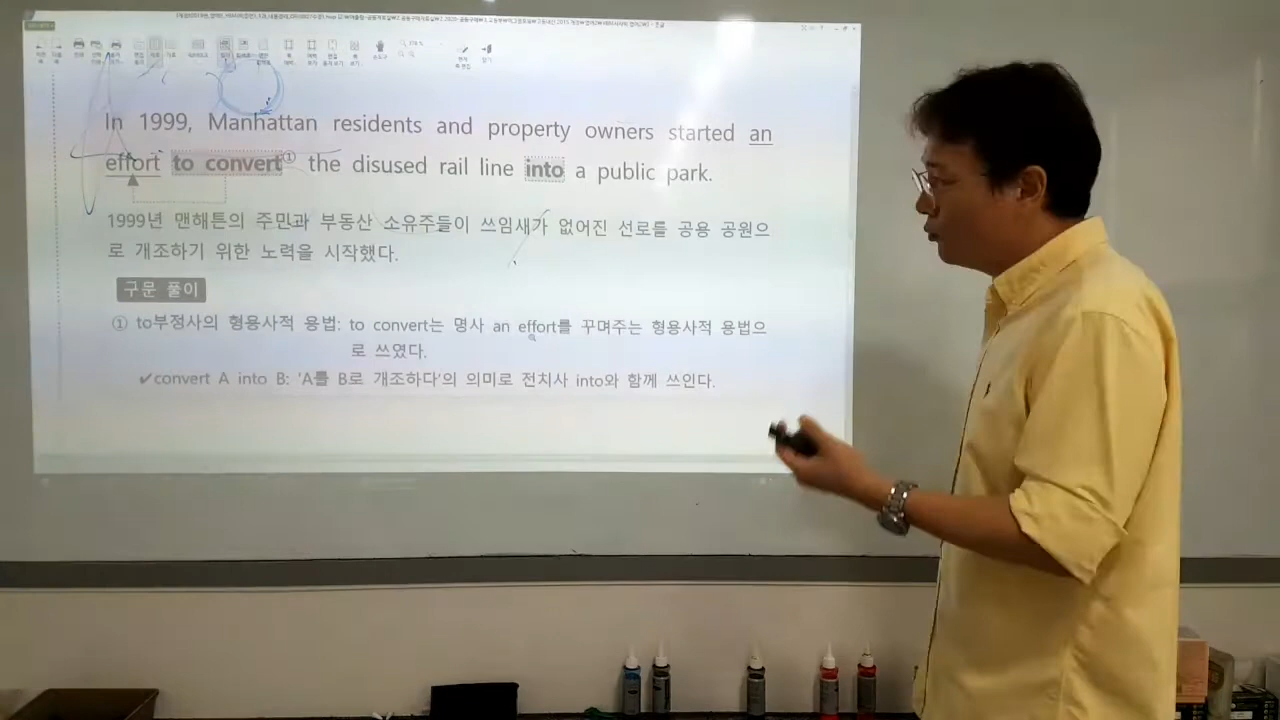 In 1999, Manhattan residents and property owners started an
effort to convert① the disused rail line into a public park.
1999년 맨해튼의 주민과 부동산 소유주들이 쓰임새가 없어진 선로를 공용 공원으
로 개조하기 위한 노력을 시작했다.
구문 풀이
① to부정사의 형용사적 용법: to convert는 명사 an effort를 꾸며주는 형용사적 용법으
로 쓰였다.
✔convert A into B: 'A를 B로 개조하다'의 의미로 전치사 into와 함께 쓰인다.